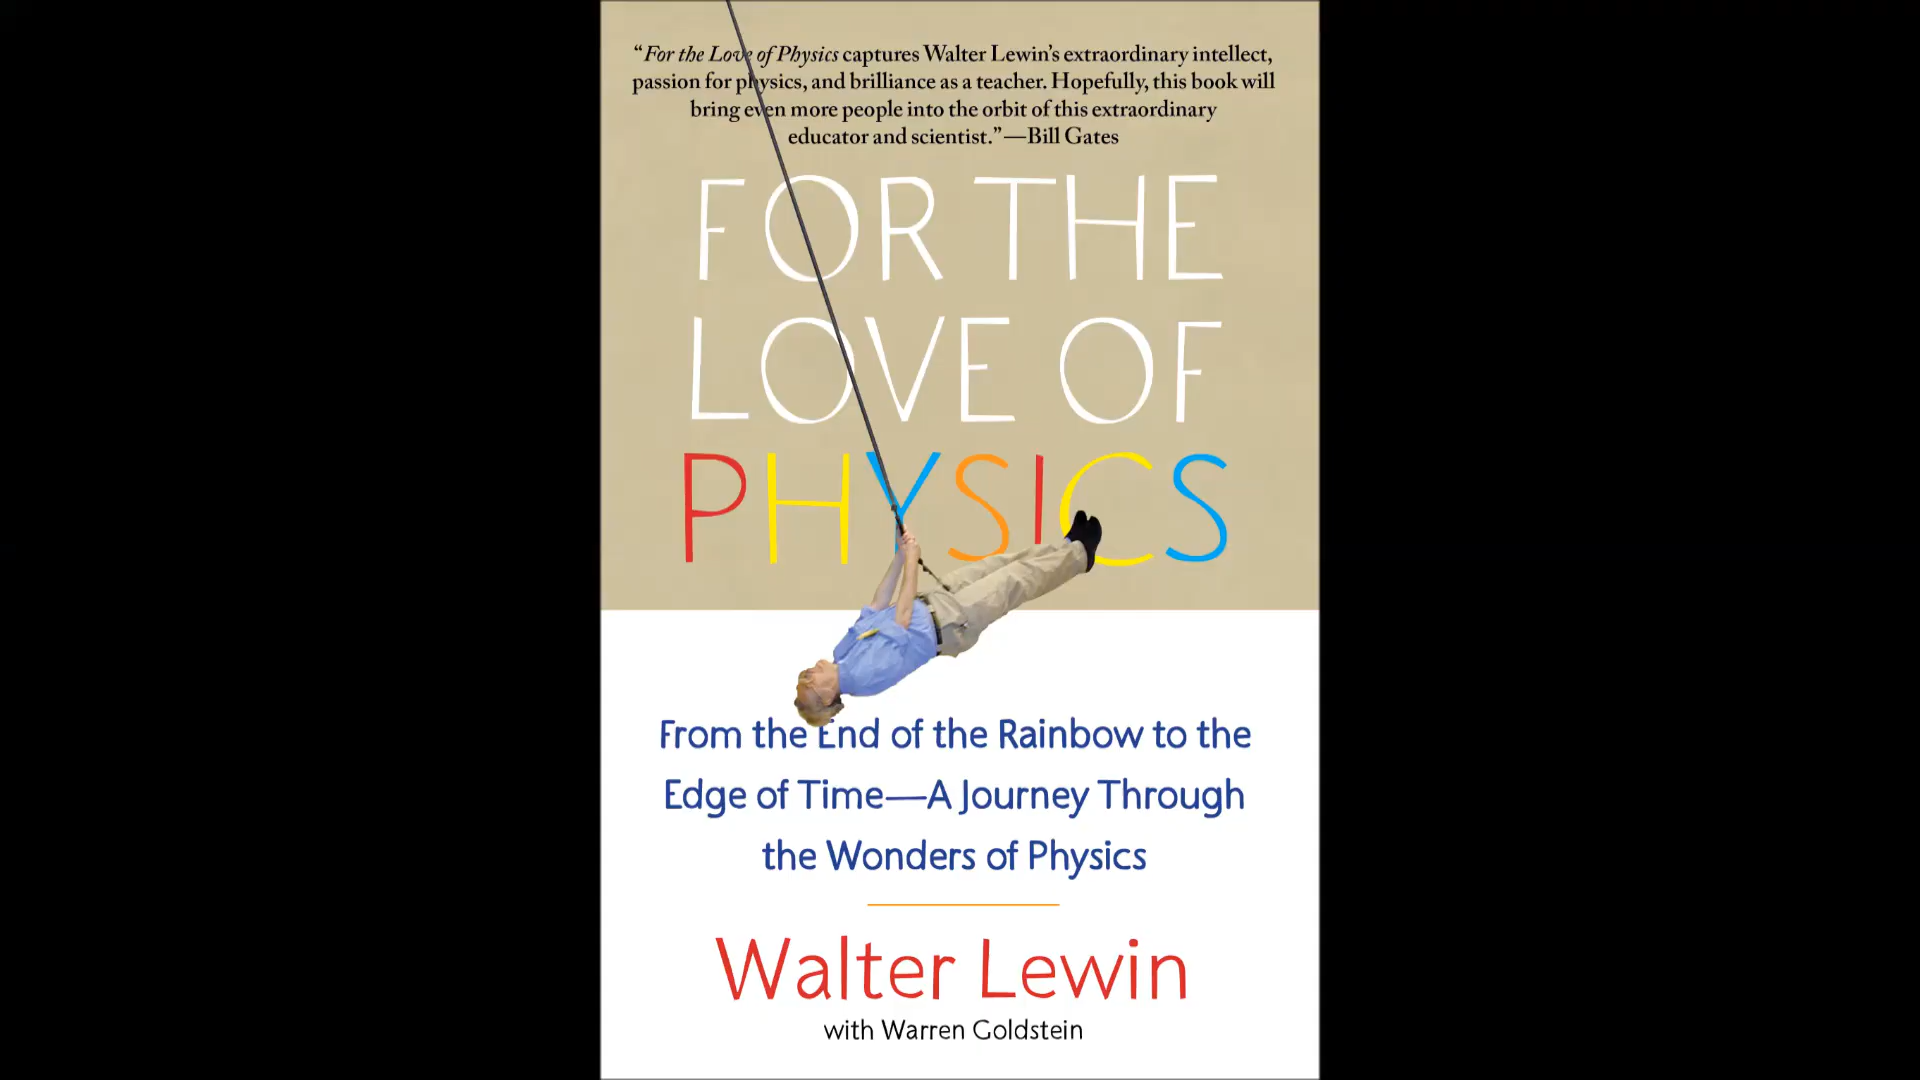 “For the Love of Physics captures Walter Lewin’s extraordinary intellect,
passion for physics, and brilliance as a teacher. Hopefully, this book will
bring even more people into the orbit of this extraordinary
educator and scientist.”—Bill Gates
FOR THE
LOVE OF
PHYSICS
From the End of the Rainbow to the
Edge of Time—A Journey Through
the Wonders of Physics
Walter Lewin
with Warren Goldstein